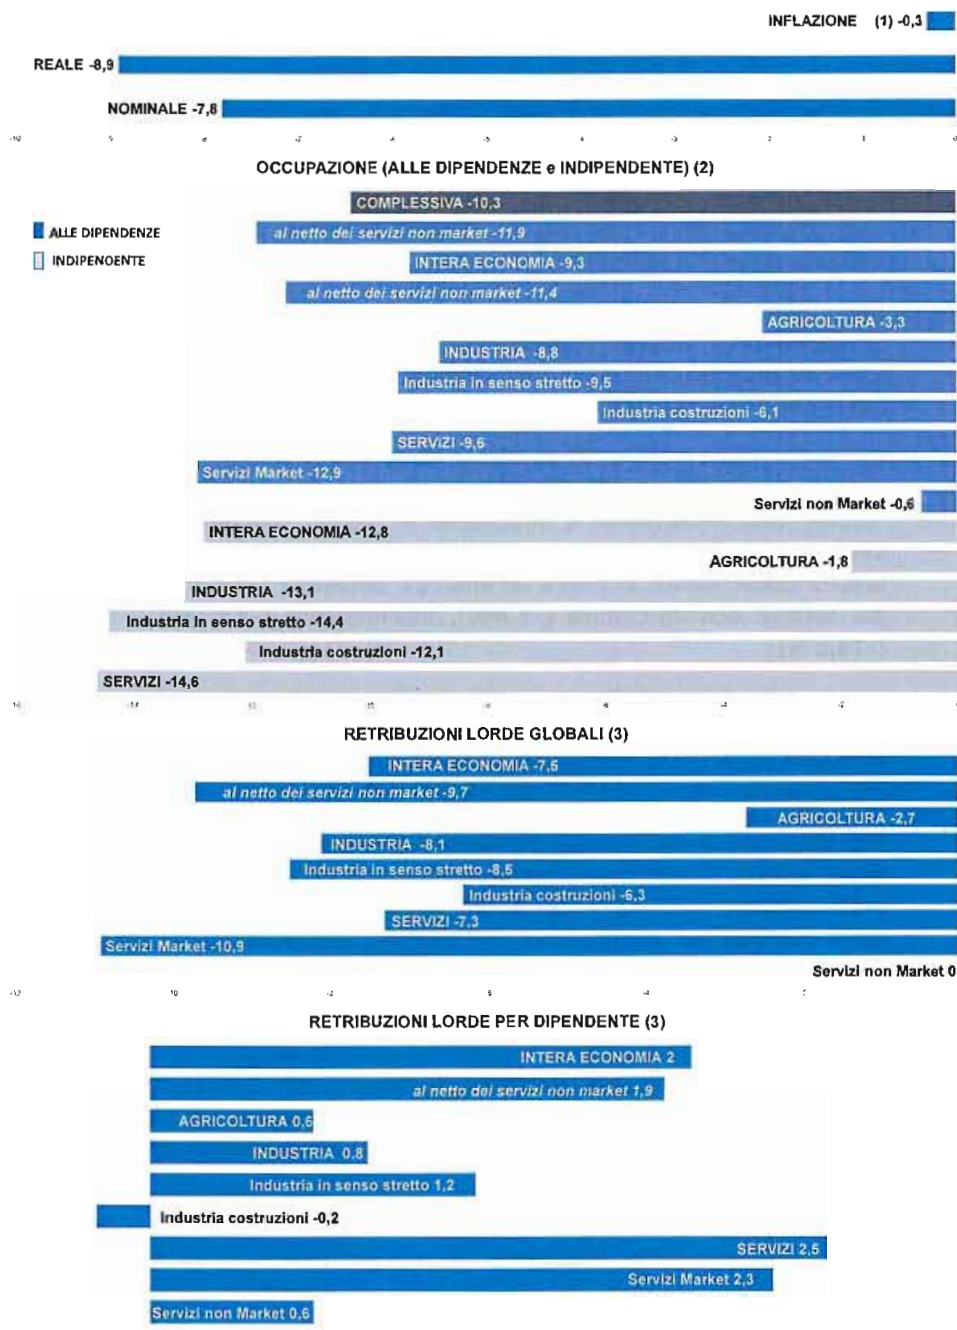 INFLAZIONE (1) -0,3
REALE -8,9
NOMINALE -7,8
OCCUPAZIONE (ALLE DIPENDENZE e INDIPENDENTE) (2)
COMPLESSIVA -10,3
al netto dei servizi non market -11,9
ALLE DIPENDENZE
INTERA ECONOMIA -9,3
INDIPENOENTE
al netto dei servizi non market -11,4
AGRICOLTURA -3,3
INDUSTRIA -8,8
Industria in senso stretto -9,5
Industria costruzioni -6,1
SERVIZI -9,6
Servizi Market -12,9
Servizi non Market -0,6
INTERA ECONOMIA -12,8
AGRICOLTURA -1,8
INDUSTRIA -13,1
Industria in senso stretto -14,4
Industria costruzioni -12,1
SERVIZI -14,6
RETRIBUZIONI LORDE GLOBALI (3)
INTERA ECONOMIA -7,5
al netto dei servizi non market -9,7
AGRICOLTURA -2,7
INDUSTRIA -8,1
Industria in senso stretto -8,5
Industria costruzioni -6,3
SERVIZI -7,3
Servizi Market -10,9
Servizi non Market 0
RETRIBUZIONI LORDE PER DIPENDENTE (3)
INTERA ECONOMIA 2
al netto dei servizi non market 1,9
AGRICOLTURA 0,6
INDUSTRIA 0,8
Industria in senso stretto 1,2
Industria costruzioni -0,2
SERVIZI 2,5
Servizi Market 2,3
Servizi non Market 0,6